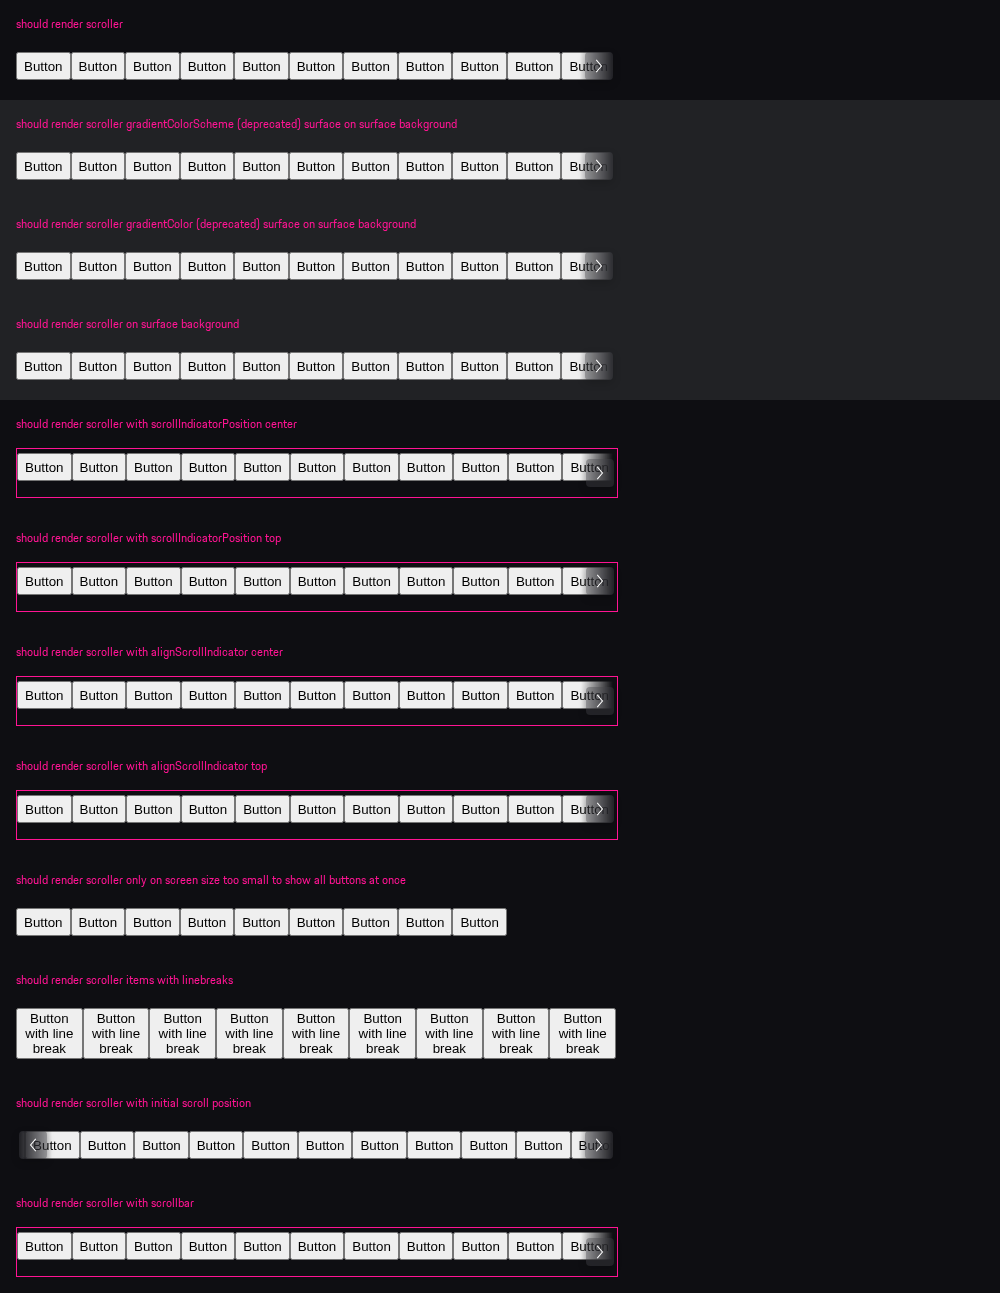 should render scroller
Button Button Button Button Button Button Button Button Button Button Button
should render scroller gradientColorScheme {deprecated} surface on surface background
Button Button Button Button Button Button Button Button Button Button Button
should render scroller gradientColor {deprecated} surface on surface background
Button Button Button Button Button Button Button Button Button Button Button
should render scroller on surface background
Button Button Button Button Button Button Button Button Button Button Button
should render scroller with scrollIndicatorPosition center
Button Button Button Button Button Button Button Button Button Button Button
should render scroller with scrollIndicatorPosition top
Button Button Button Button Button Button Button Button Button Button Button
should render scroller with alignScrollIndicator center
Button Button Button Button Button Button Button Button Button Button Button
should render scroller with alignScrollIndicator top
Button Button Button Button Button Button Button Button Button Button Button
should render scroller only on screen size too small to show all buttons at once
Button Button Button Button Button Button Button Button Button
should render scroller items with linebreaks
Button Button Button Button Button Button Button Button Button
with line with line with line with line with line with line with line with line with line
break break break break break break break break break
should render scroller with initial scroll position
Button Button Button Button Button Button Button Button Button Button Butto
should render scroller with scrollbar
Button Button Button Button Button Button Button Button Button Button Button